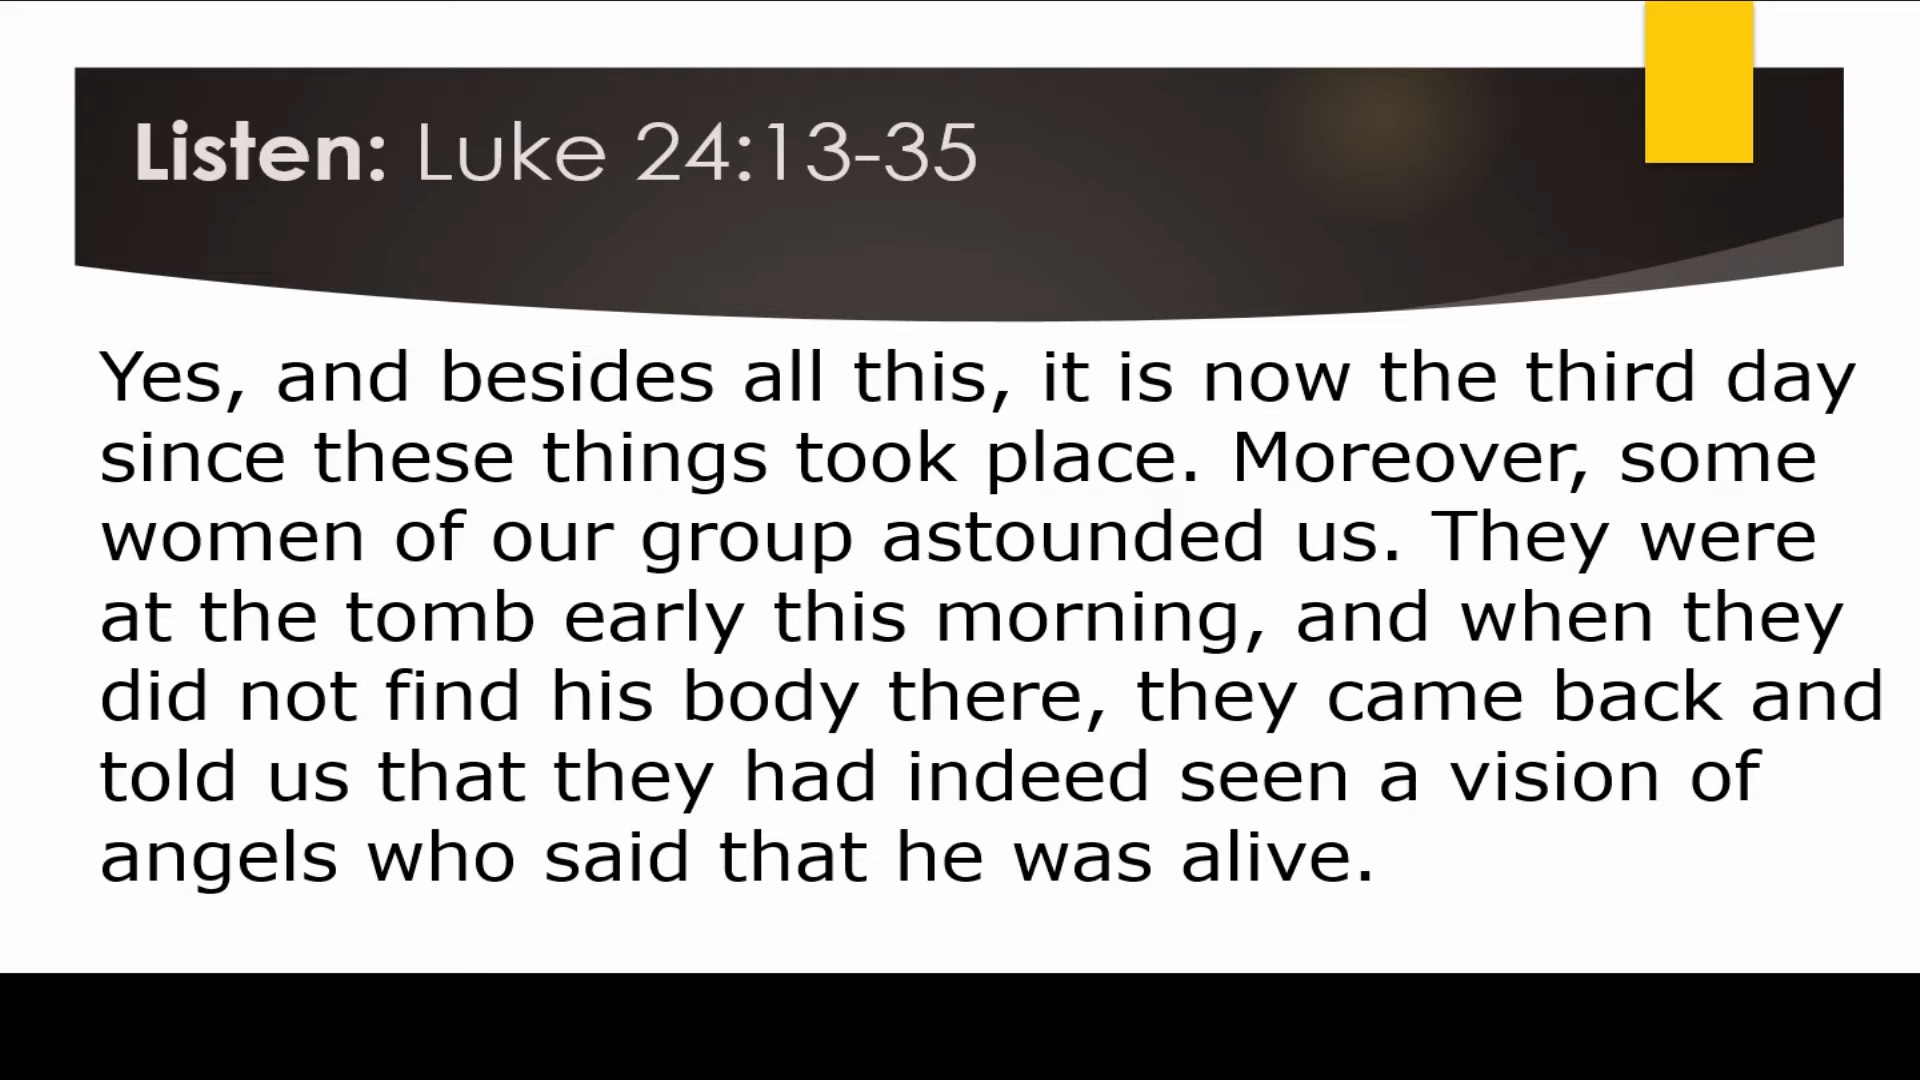 Listen: Luke 24:13-35
Yes, and besides all this, it is now the third day
since these things took place. Moreover, some
women of our group astounded us. They were
at the tomb early this morning, and when they
did not find his body there, they came back and
told us that they had indeed seen a vision of
angels who said that he was alive.